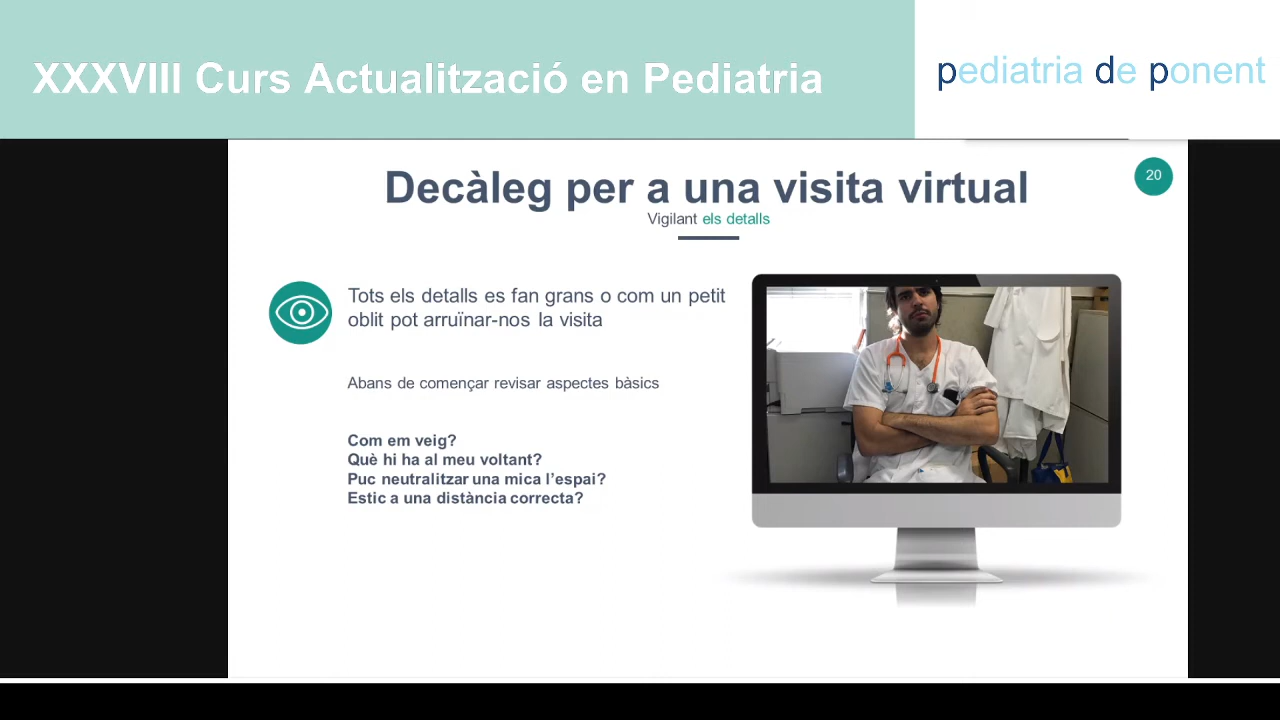 XXXVIII Curs Actualització en Pediatria
pediatria de ponent
Decàleg per a una visita virtual
20
Vigilant els detalls
Tots els detalls es fan grans o com un petit
oblit pot arruïnar-nos la visita
Abans de començar revisar aspectes bàsics
Com em veig?
Què hi ha al meu voltant?
Puc neutralitzar una mica l’espai?
Estic a una distància correcta?